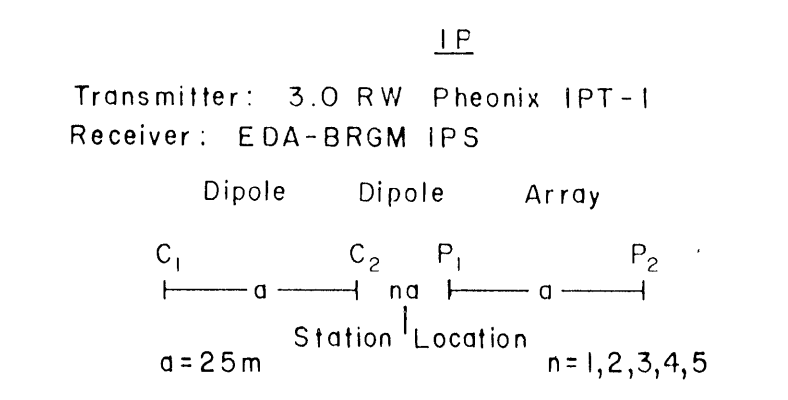 IP
Transmitter: 3.0 RW Pheonix IPT-1
Receiver: EDA-BRGM IPS
Dipole Dipole Array
C1 C2 P1 P2
a na a
Station Location
a=25m n=1,2,3,4,5